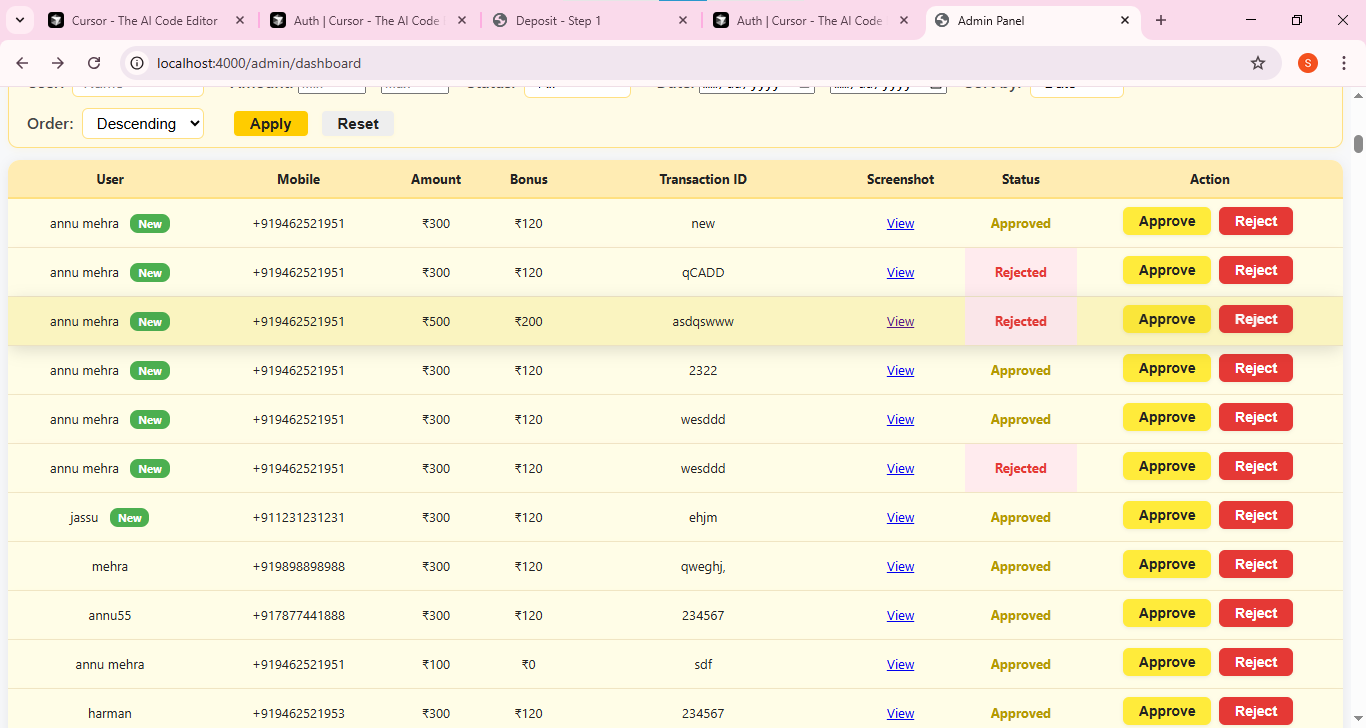 Cursor - The AI Code Editor
Auth | Cursor - The AI Code
Deposit - Step 1
Auth | Cursor - The AI Code
Admin Panel
localhost:4000/admin/dashboard
S
Order: Descending Apply Reset
User Mobile Amount Bonus Transaction ID Screenshot Status Action
annu mehra New +919462521951 ₹300 ₹120 new View Approved Approve Reject
annu mehra New +919462521951 ₹300 ₹120 qCADD View Rejected Approve Reject
annu mehra New +919462521951 ₹500 ₹200 asdqswww View Rejected Approve Reject
annu mehra New +919462521951 ₹300 ₹120 2322 View Approved Approve Reject
annu mehra New +919462521951 ₹300 ₹120 wesddd View Approved Approve Reject
annu mehra New +919462521951 ₹300 ₹120 wesddd View Rejected Approve Reject
jassu New +911231231231 ₹300 ₹120 ehjm View Approved Approve Reject
mehra +919898898988 ₹300 ₹120 qweghj, View Approved Approve Reject
annu55 +917877441888 ₹300 ₹120 234567 View Approved Approve Reject
annu mehra +919462521951 ₹100 ₹0 sdf View Approved Approve Reject
harman +919462521953 ₹300 ₹120 234567 View Approved Approve Reject